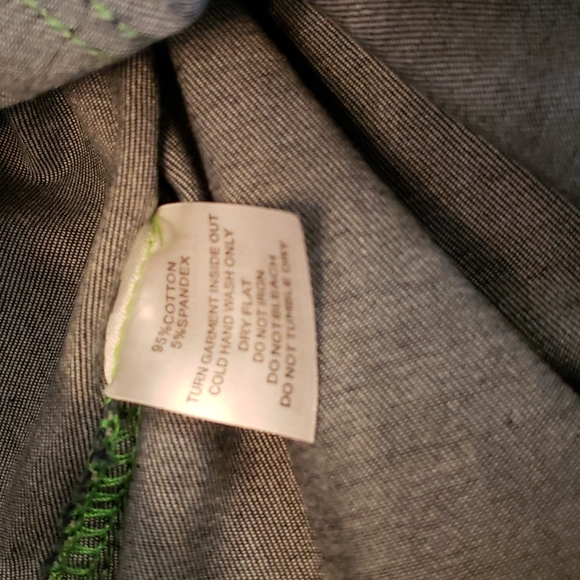 95%COTTON
5%SPANDEX
TURN GARMENT INSIDE OUT
COLD HAND WASH ONLY
DRY FLAT
DO NOT IRON
DO NOT BLEACH
DO NOT TUMBLE DRY